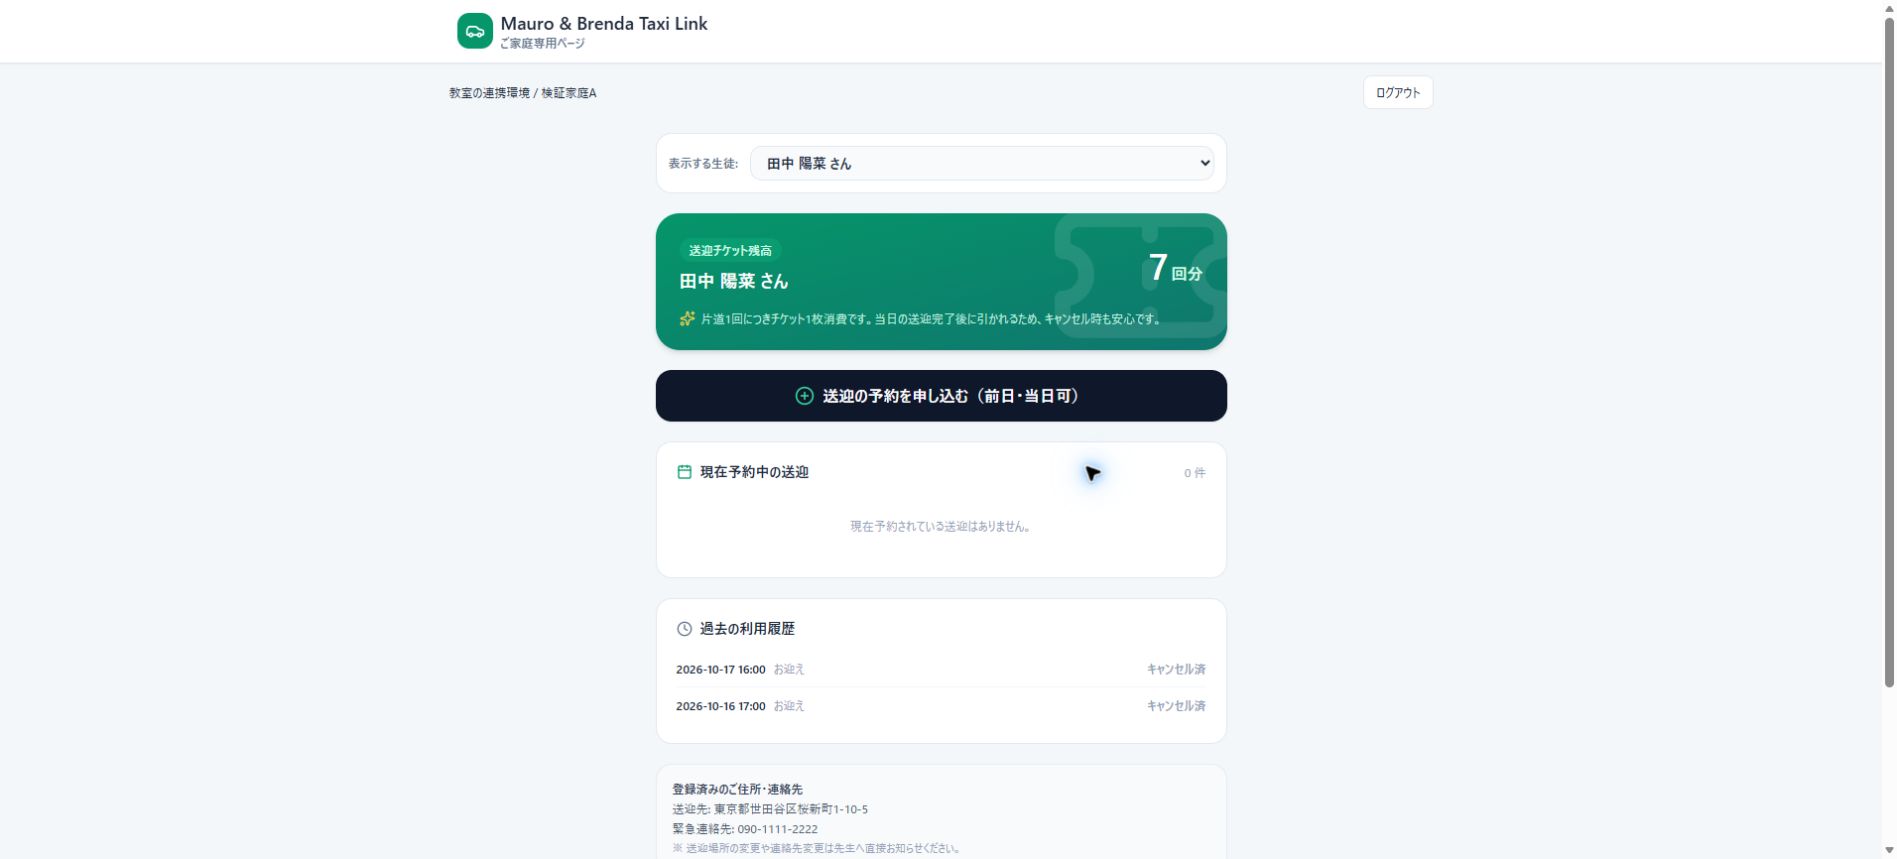 Mauro & Brenda Taxi Link
ご家庭専用ページ
教室の連携環境 / 検証家庭A
ログアウト
表示する生徒:
田中 陽菜 さん
送迎チケット残高
田中 陽菜 さん
7 回分
片道1回につきチケット1枚消費です。当日の送迎完了後に引かれるため、キャンセル時も安心です。
送迎の予約を申し込む（前日・当日可）
現在予約中の送迎
0 件
現在予約されている送迎はありません。
過去の利用履歴
2026-10-17 16:00 お迎え キャンセル済
2026-10-16 17:00 お迎え キャンセル済
登録済みのご住所・連絡先
送迎先: 東京都世田谷区桜新町1-10-5
緊急連絡先: 090-1111-2222
※ 送迎場所の変更や連絡先変更は先生へ直接お知らせください。